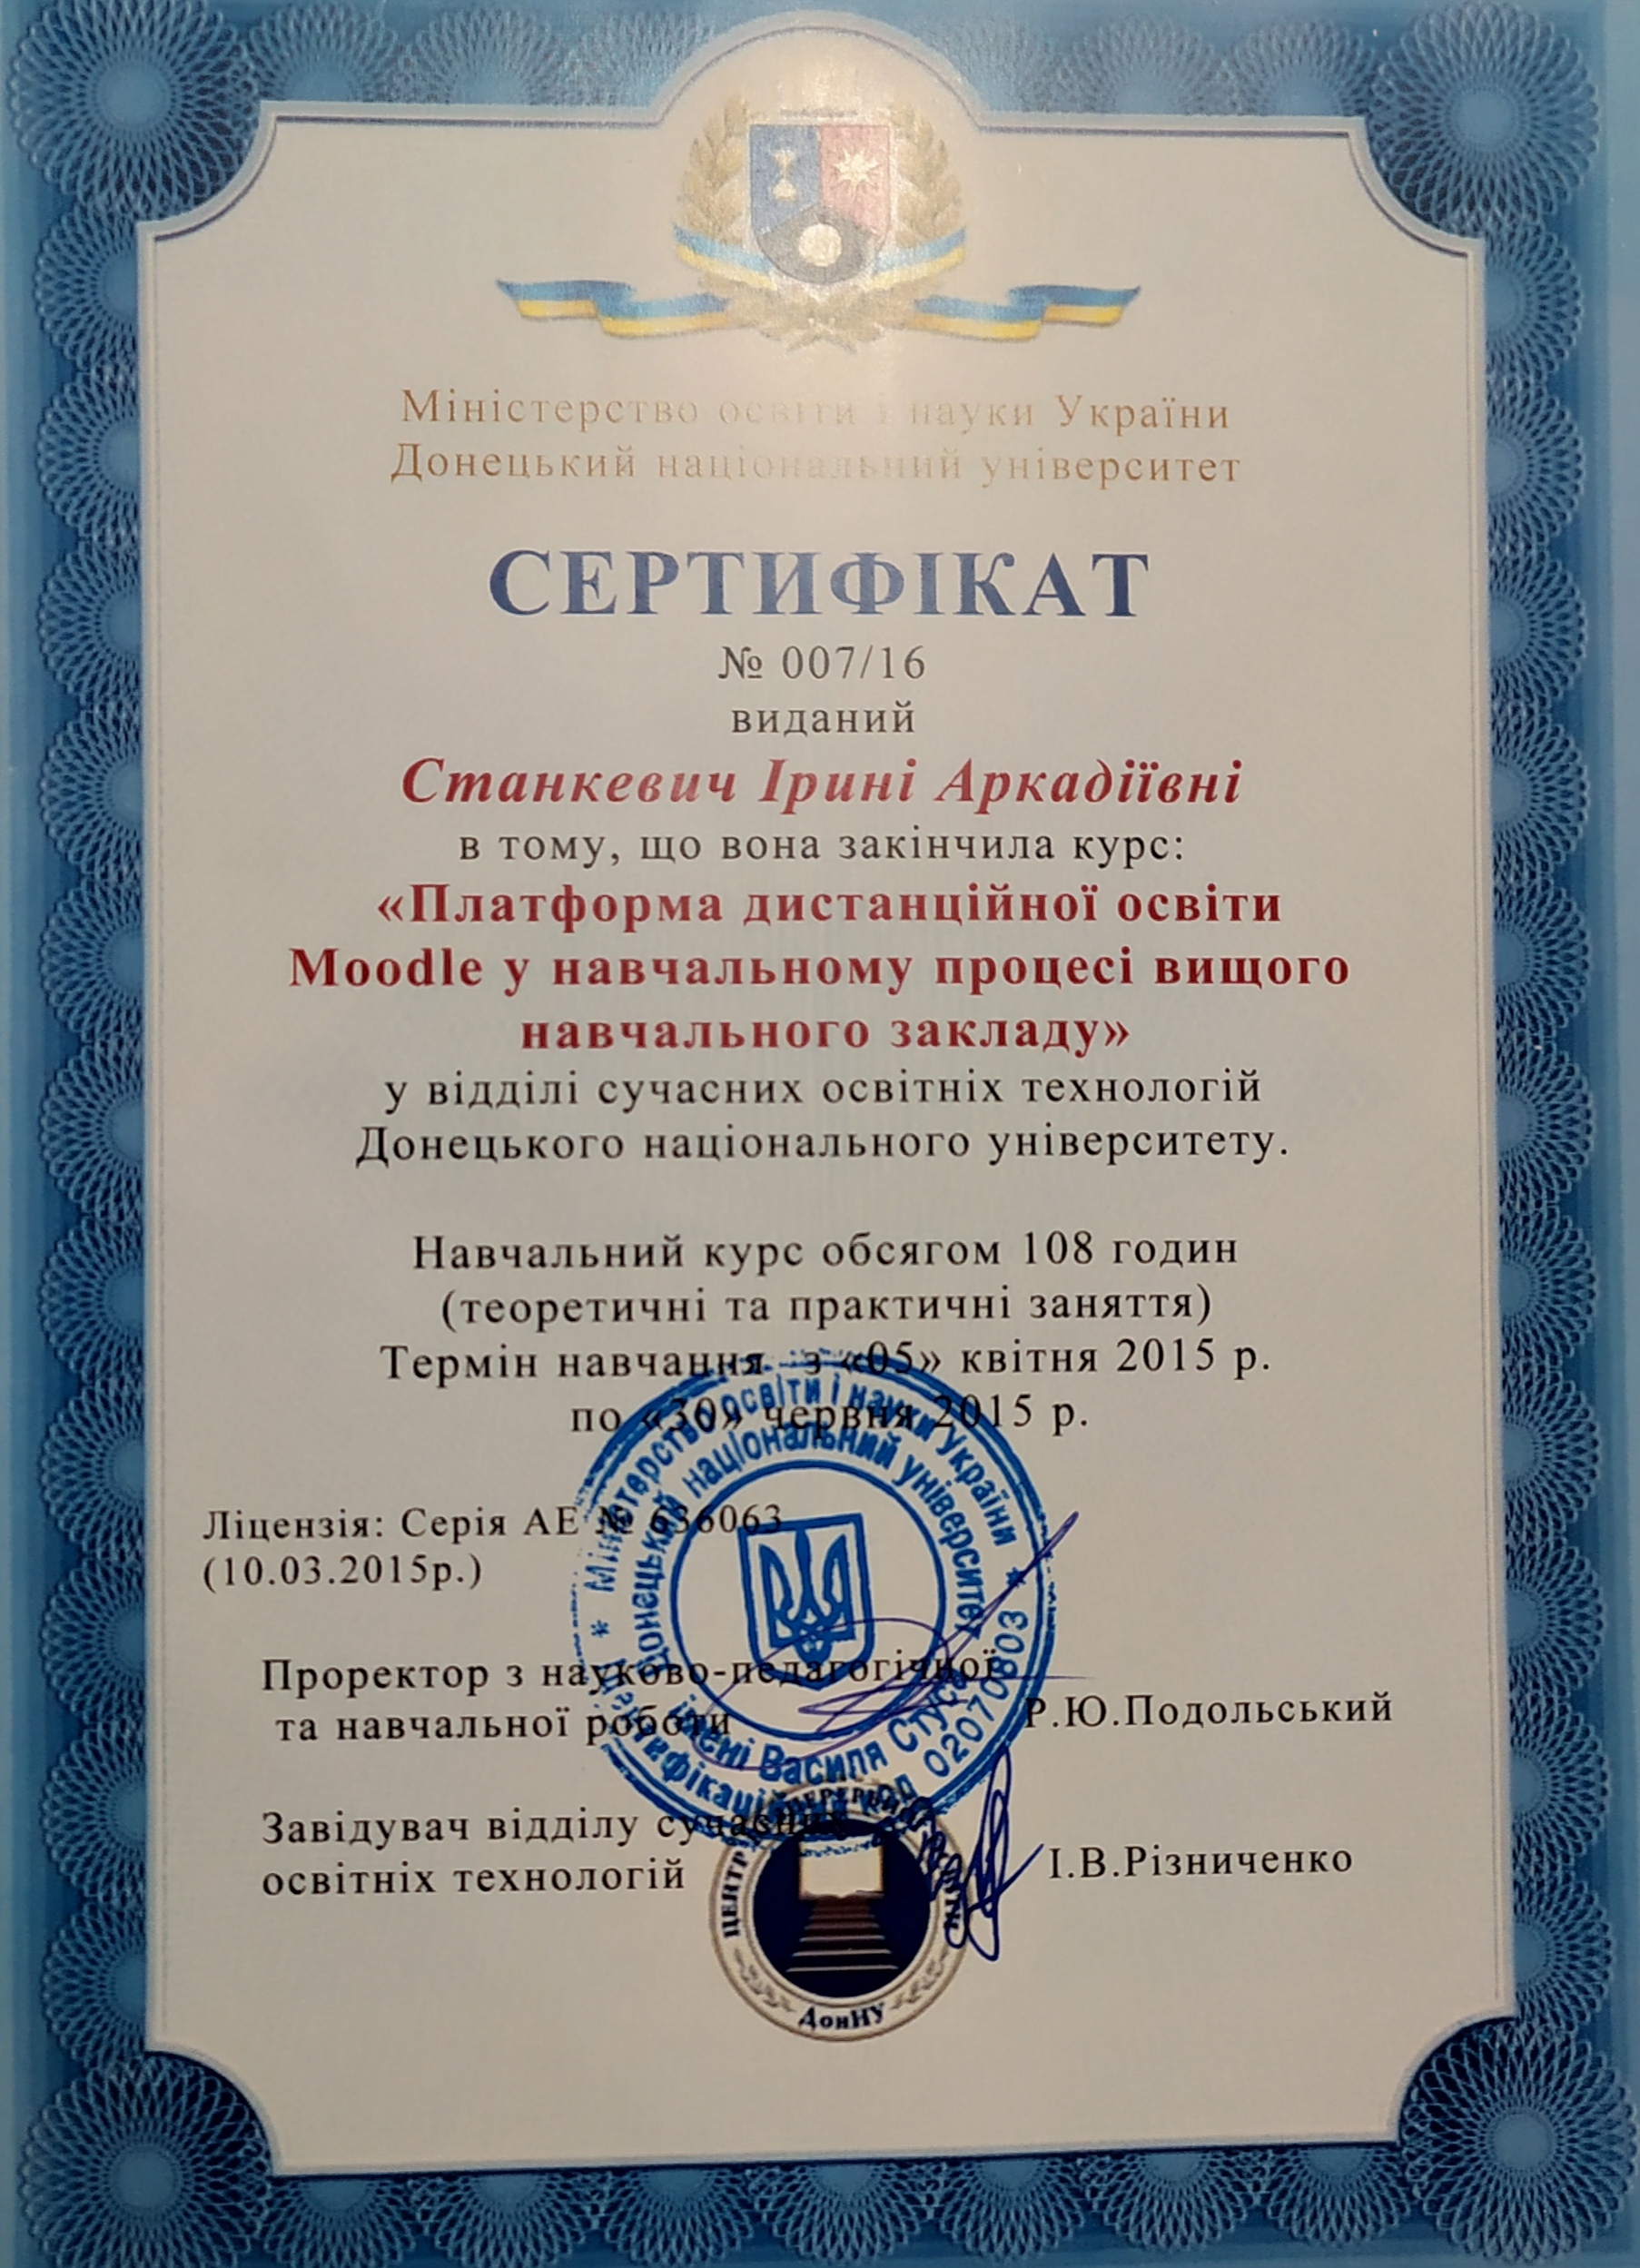 Міністерство освіти і науки України
Донецький національний університет
СЕРТИФІКАТ
№ 007/16
виданий
Станкевич Ірині Аркадіївні
в тому, що вона закінчила курс:
«Платформа дистанційної освіти
Moodle у навчальному процесі вищого
навчального закладу»
у відділі сучасних освітніх технологій
Донецького національного університету.
Навчальний курс обсягом 108 годин
(теоретичні та практичні заняття)
Термін навчання з «05» квітня 2015 р.
по «30» червня 2015 р.
Ліцензія: Серія АЕ № 636063
(10.03.2015р.)
Проректор з науково-педагогічної
та навчальної роботи
Р.Ю.Подольський
Завідувач відділу сучасних
освітніх технологій
І.В.Різниченко
* Міністерство освіти і науки України *
Донецький національний університет
імені Василя Стуса
Ідентифікаційний код 02070803
ЦЕНТР
ДонНУ